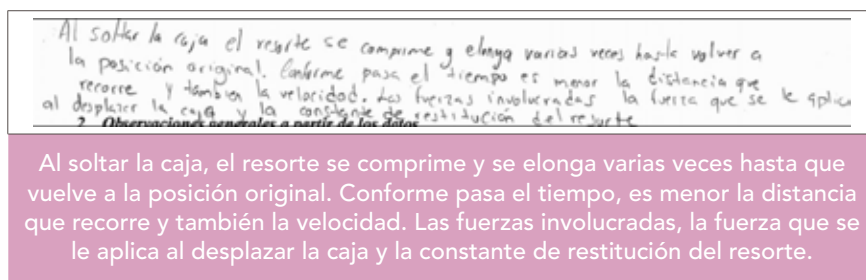 Al soltar la caja el resorte se comprime y elonga varias veces hasta volver a
la posición original. Conforme pasa el tiempo es menor la distancia que
recorre y tambien la velocidad. Las fuerzas involucradas la fuerza que se le aplica
al desplazar la caja y la constante de restitución del resorte
2 Observaciones generales a partir de los datos
Al soltar la caja, el resorte se comprime y se elonga varias veces hasta que
vuelve a la posición original. Conforme pasa el tiempo, es menor la distancia
que recorre y también la velocidad. Las fuerzas involucradas, la fuerza que se
le aplica al desplazar la caja y la constante de restitución del resorte.